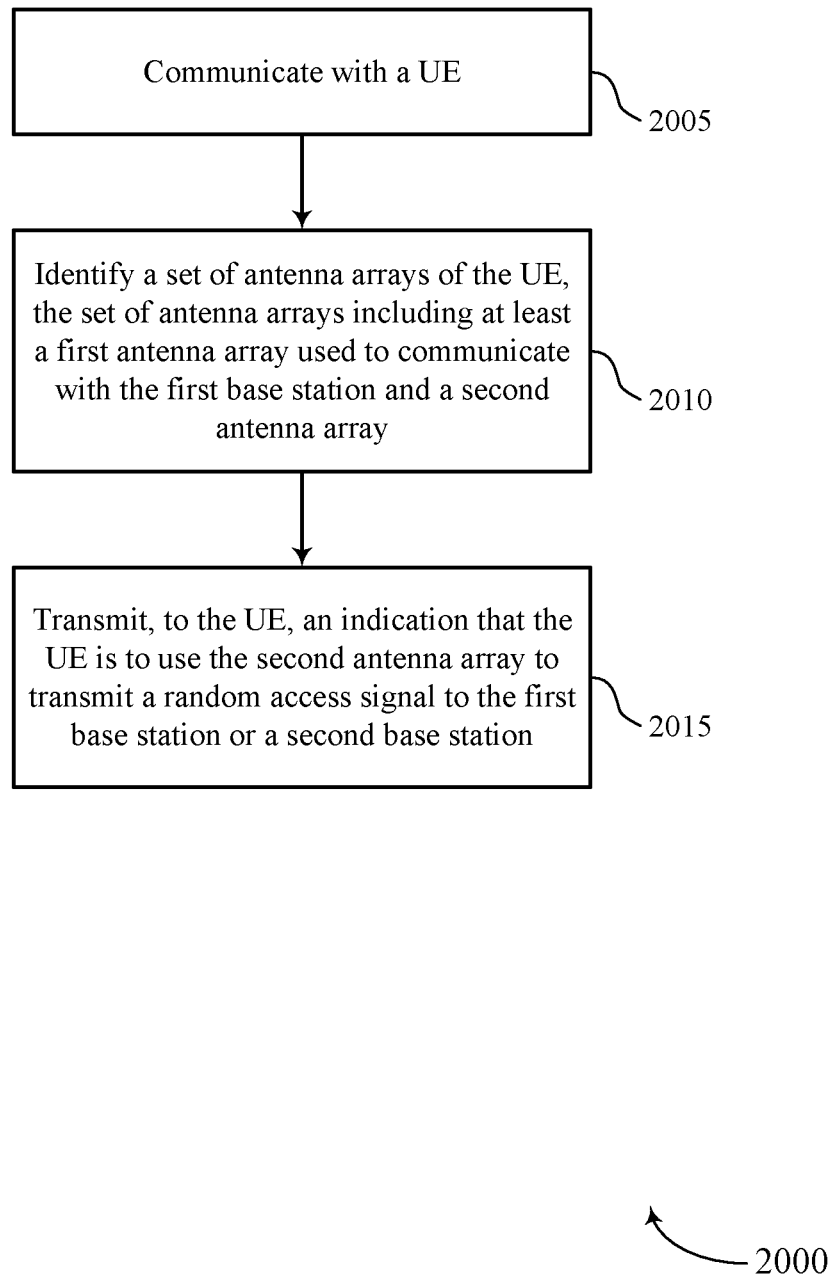 Communicate with a UE
2005
Identify a set of antenna arrays of the UE,
the set of antenna arrays including at least
a first antenna array used to communicate
with the first base station and a second
antenna array
2010
Transmit, to the UE, an indication that the
UE is to use the second antenna array to
transmit a random access signal to the first
base station or a second base station
2015
2000